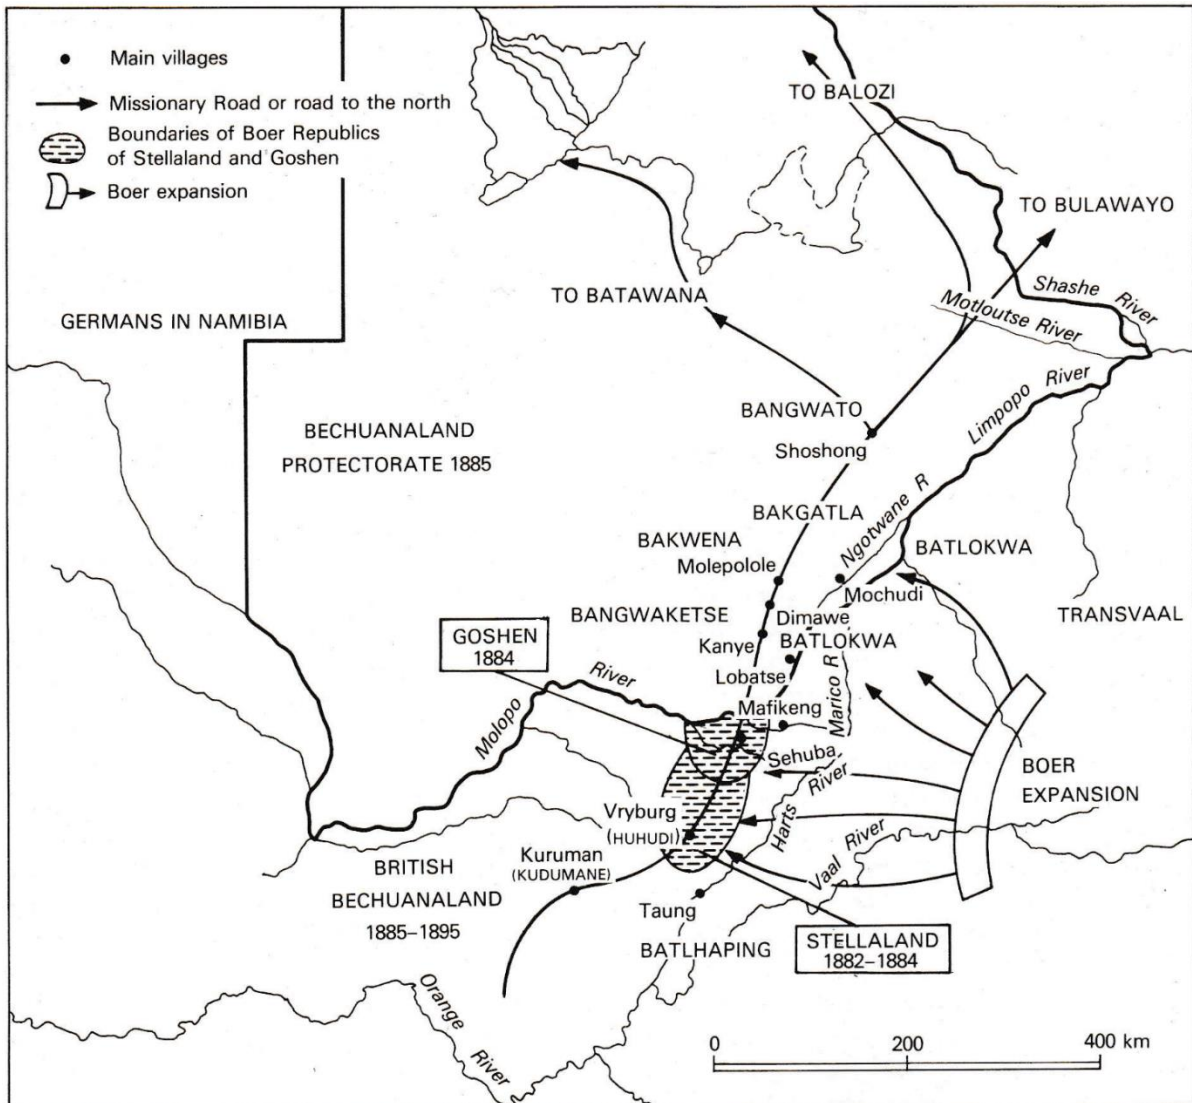 Main villages
Missionary Road or road to the north
Boundaries of Boer Republics
of Stellaland and Goshen
Boer expansion
TO BALOZI
TO BULAWAYO
TO BATAWANA
Shashe River
Motloutse River
GERMANS IN NAMIBIA
Limpopo River
BANGWATO
Shoshong
BECHUANALAND
PROTECTORATE 1885
BAKGATLA
Ngotwane R
BAKWENA
Molepolole
BATLOKWA
Mochudi
TRANSVAAL
BANGWAKETSE
Dimawe
GOSHEN
1884
Kanye
BATLOKWA
Lobatse
Marico R
Molopo River
Mafikeng
Sehuba
BOER
EXPANSION
Harts River
Vryburg
(HUHUDI)
Vaal River
Kuruman
(KUDUMANE)
BRITISH
BECHUANALAND
1885–1895
Taung
BATLHAPING
STELLALAND
1882–1884
Orange River
0 200 400 km